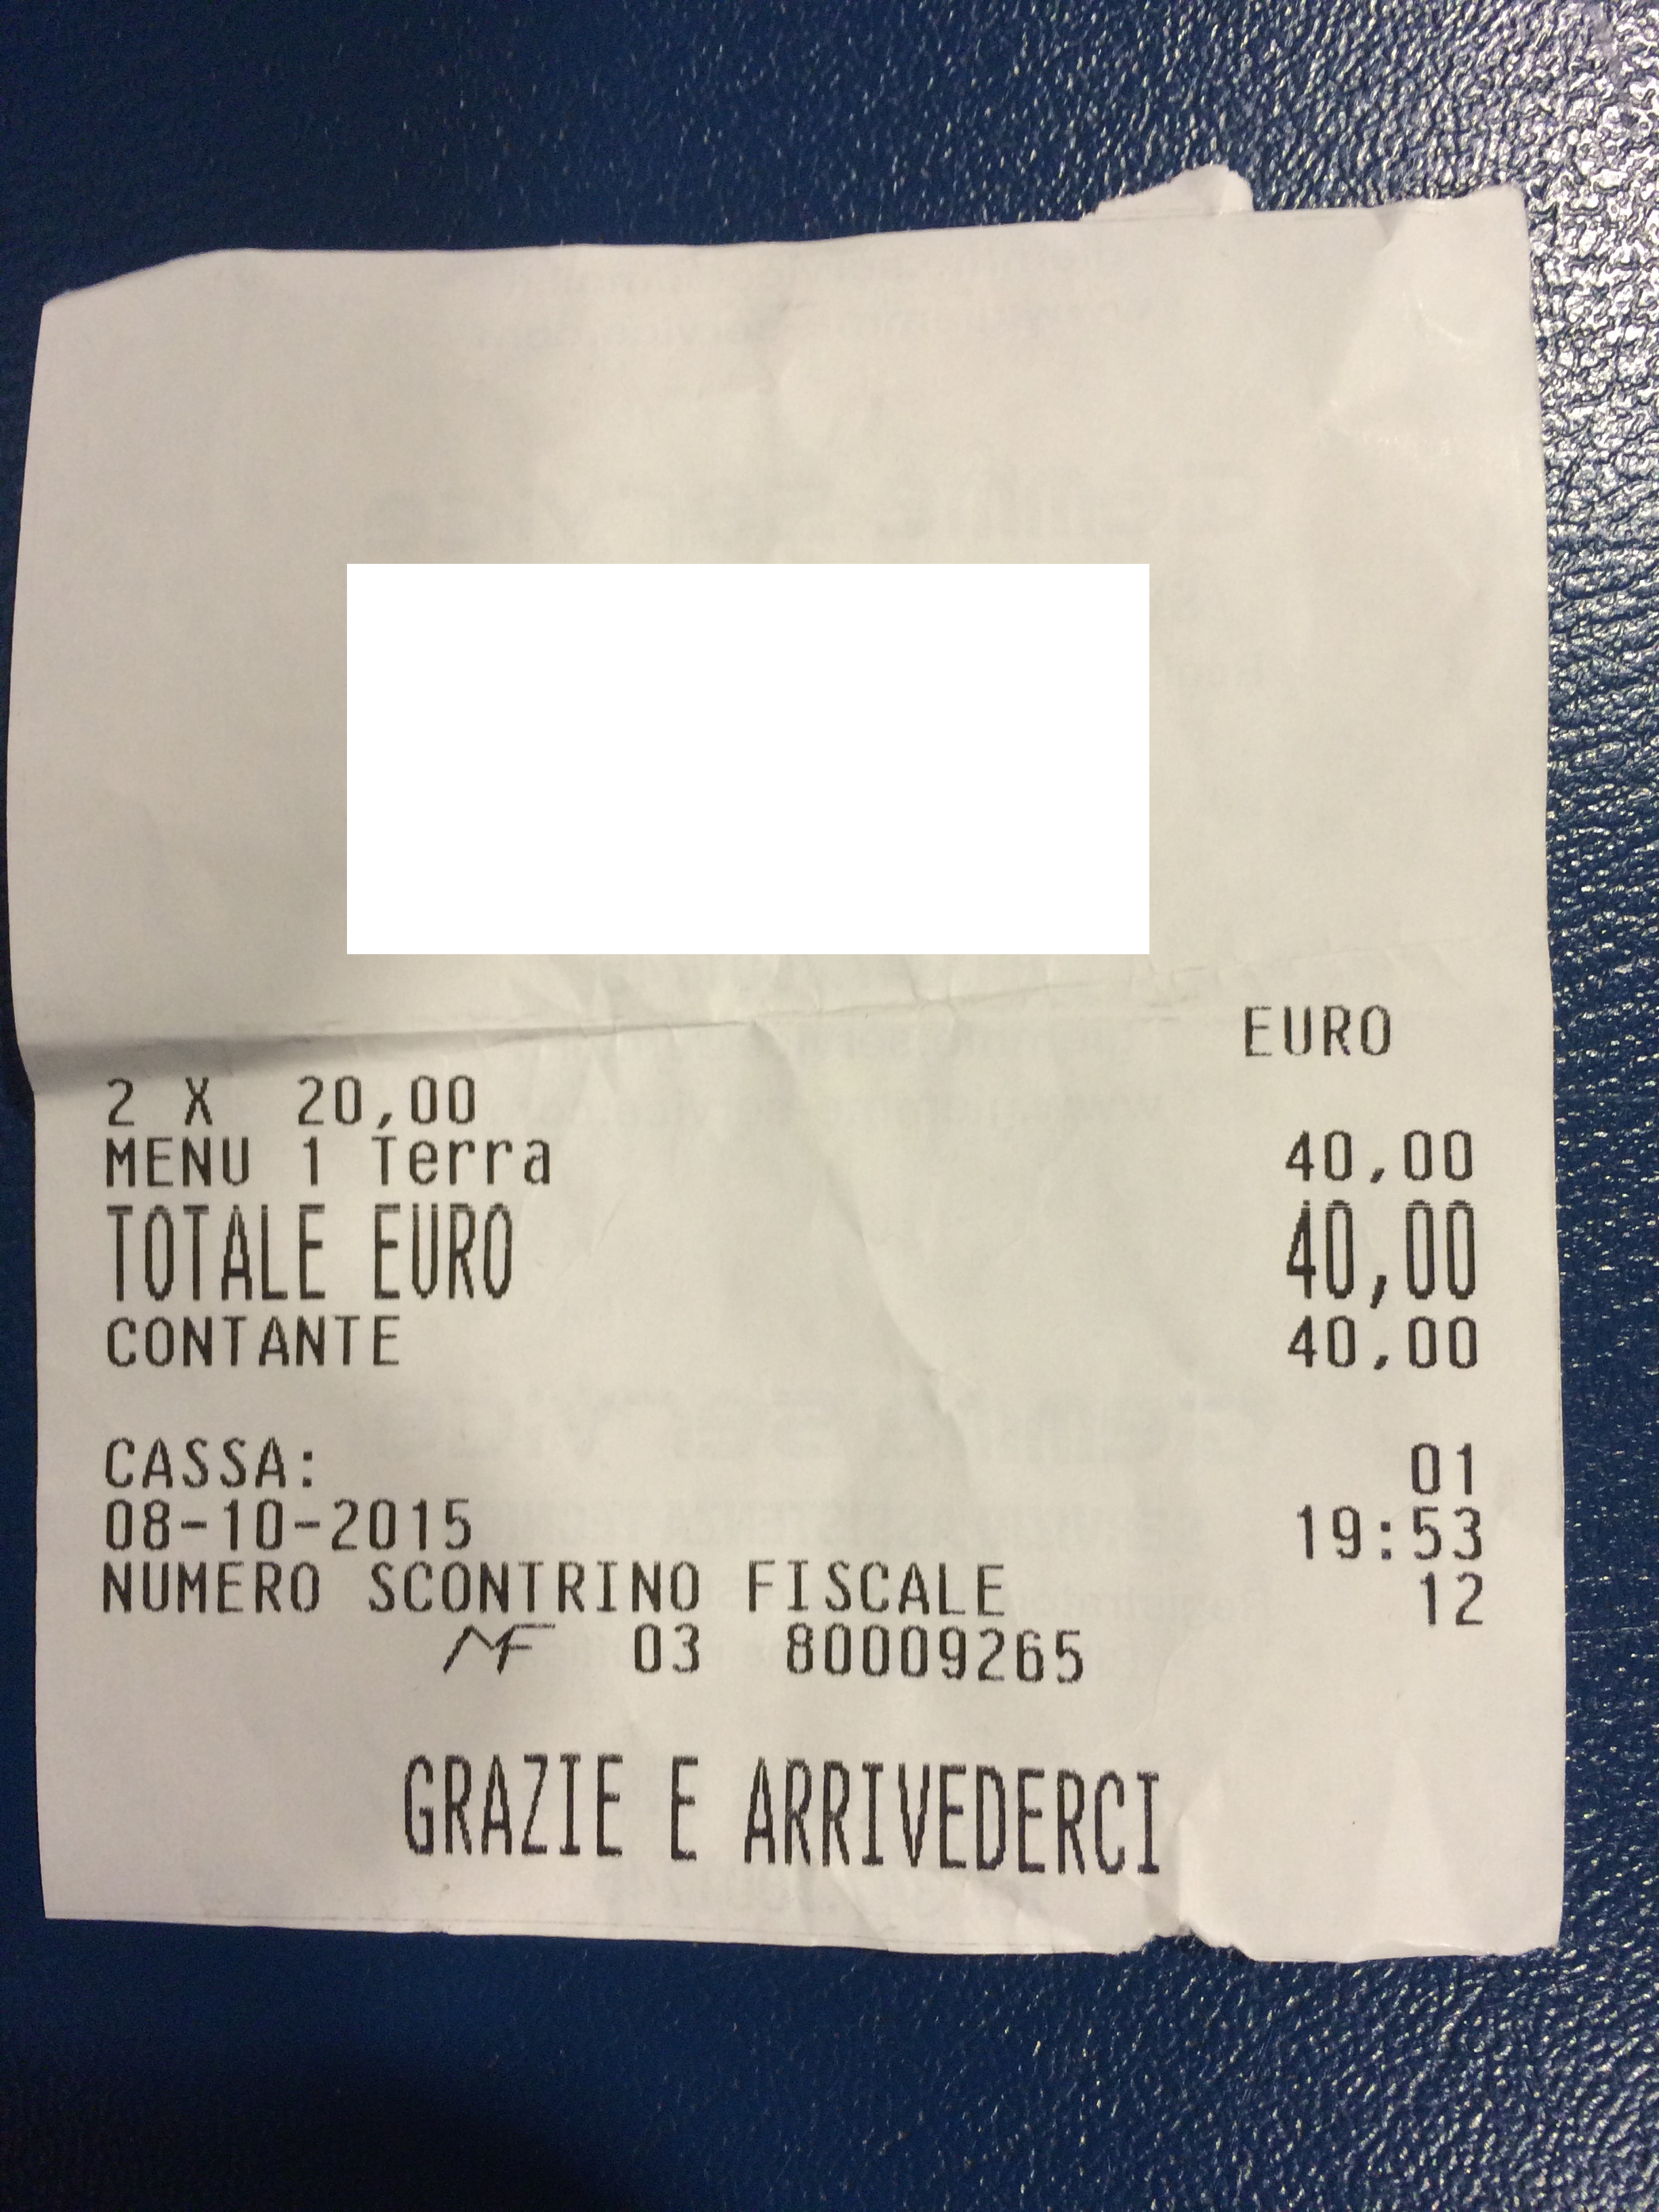 EURO
2 X 20,00
MENU 1 Terra 40,00
TOTALE EURO 40,00
CONTANTE 40,00
CASSA: 01
08-10-2015 19:53
NUMERO SCONTRINO FISCALE 12
MF 03 80009265
GRAZIE E ARRIVEDERCI